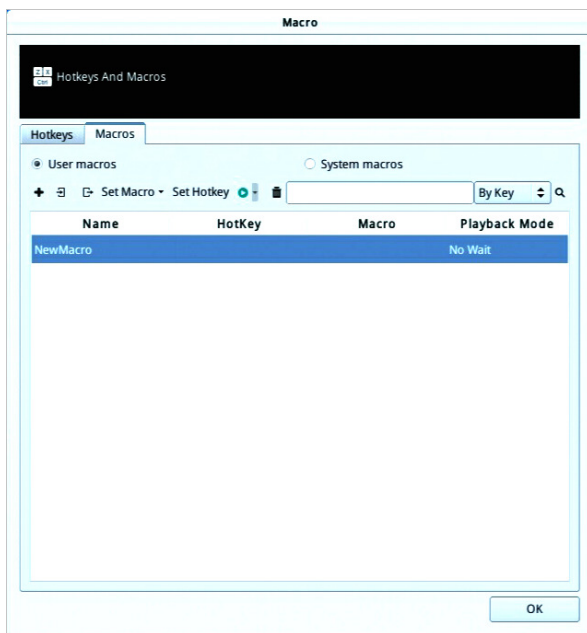 Macro
Z X
Ctrl
Hotkeys And Macros
Hotkeys Macros
User macros System macros
Set Macro Set Hotkey By Key
Name HotKey Macro Playback Mode
NewMacro No Wait
OK